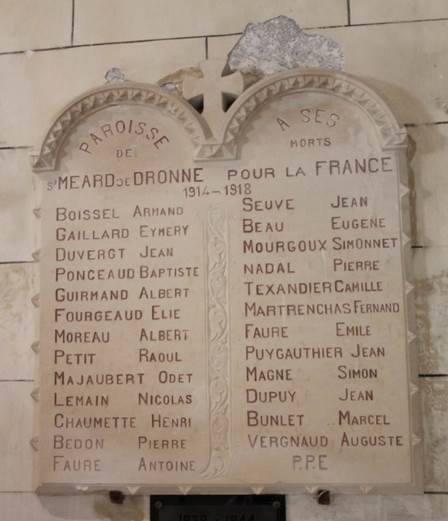 PAROISSE
DE
A SES
MORTS
ST MEARD DE DRONNE POUR LA FRANCE
1914-1918
BOISSEL ARMAND
GAILLARD EYMERY
DUVERGT JEAN
PONCEAUD BAPTISTE
GUIRMAND ALBERT
FOURGEAUD ELIE
MOREAU ALBERT
PETIT RAOUL
MAJAUBERT ODET
LEMAIN NICOLAS
CHAUMETTE HENRI
BEDON PIERRE
FAURE ANTOINE
SEUVE JEAN
BEAU EUGENE
MOURGOUX SIMONNET
NADAL PIERRE
TEXANDIER CAMILLE
MARTRENCHAS FERNAND
FAURE EMILE
PUYGAUTHIER JEAN
MAGNE SIMON
DUPUY JEAN
BUNLET MARCEL
VERGNAUD AUGUSTE
P.P.E
1939-1944